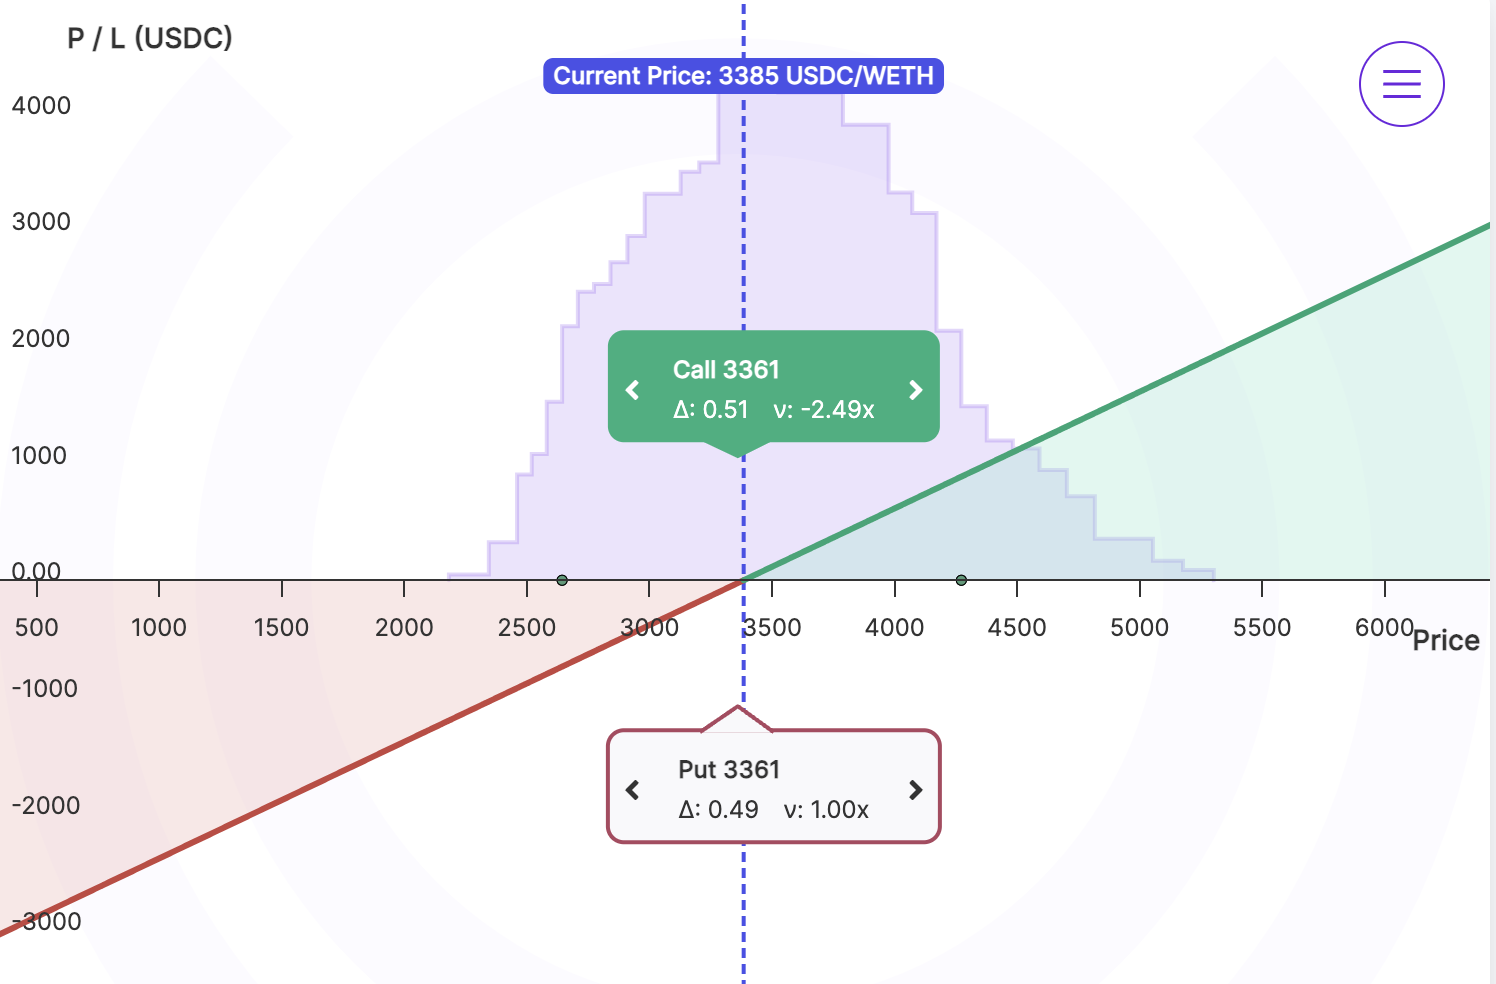 P / L (USDC)
Current Price: 3385 USDC/WETH
4000
3000
2000
Call 3361
Δ: 0.51 ν: -2.49x
1000
0.00
500 1000 1500 2000 2500 3000 3500 4000 4500 5000 5500 6000
Price
-1000
Put 3361
Δ: 0.49 ν: 1.00x
-2000
-3000